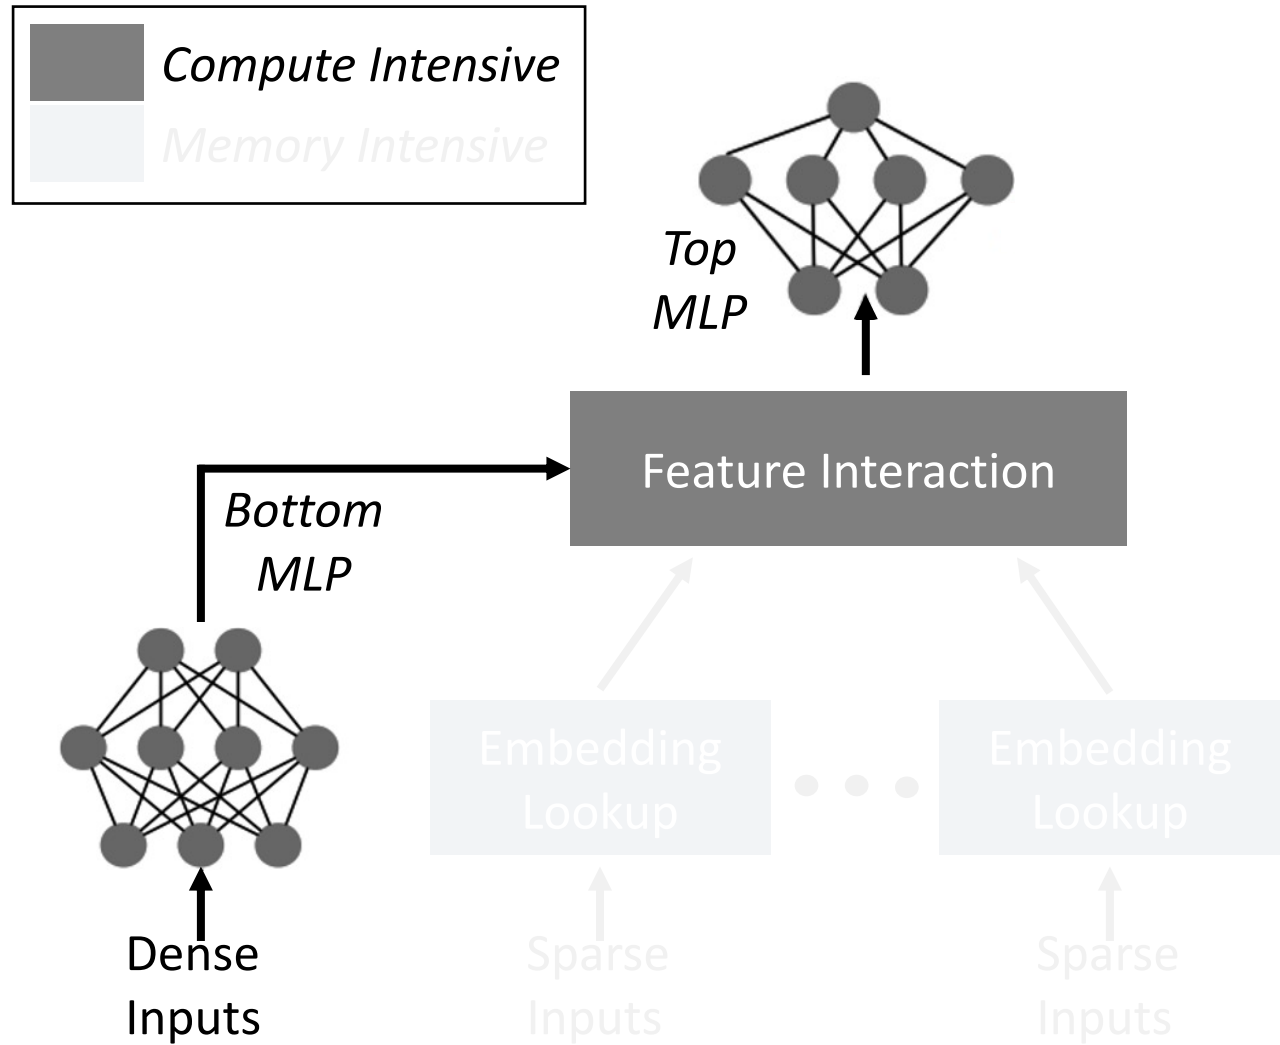 Compute Intensive
Memory Intensive
Top
MLP
Feature Interaction
Bottom
MLP
Embedding
Lookup
Embedding
Lookup
Dense
Inputs
Sparse
Inputs
Sparse
Inputs